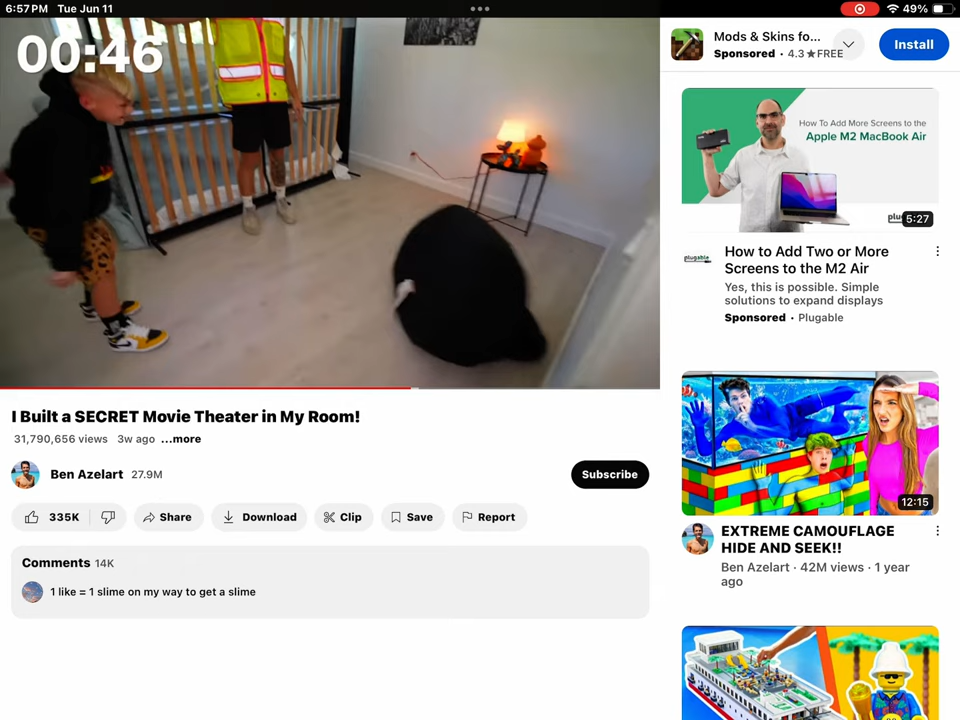 6:57 PM Tue Jun 11
49%
00:46
Mods & Skins fo...
Sponsored • 4.3★FREE
Install
How To Add More Screens to the
Apple M2 MacBook Air
5:27
plugable
How to Add Two or More
Screens to the M2 Air
Yes, this is possible. Simple
solutions to expand displays
Sponsored • Plugable
I Built a SECRET Movie Theater in My Room!
31,790,656 views 3w ago ...more
Ben Azelart 27.9M
Subscribe
335K
Share
Download
Clip
Save
Report
Comments 14K
1 like = 1 slime on my way to get a slime
12:15
EXTREME CAMOUFLAGE
HIDE AND SEEK!!
Ben Azelart · 42M views · 1 year
ago